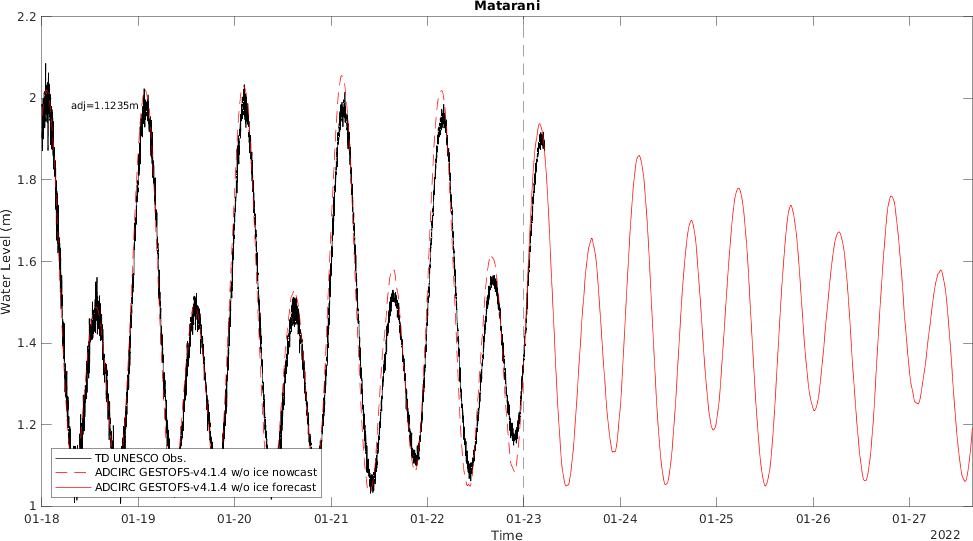 Matarani
2.2
2
1.8
1.6
1.4
1.2
1
Water Level (m)
adj=1.1235m
TD UNESCO Obs.
ADCIRC GESTOFS-v4.1.4 w/o ice nowcast
ADCIRC GESTOFS-v4.1.4 w/o ice forecast
01-18 01-19 01-20 01-21 01-22 01-23 01-24 01-25 01-26 01-27
Time
2022